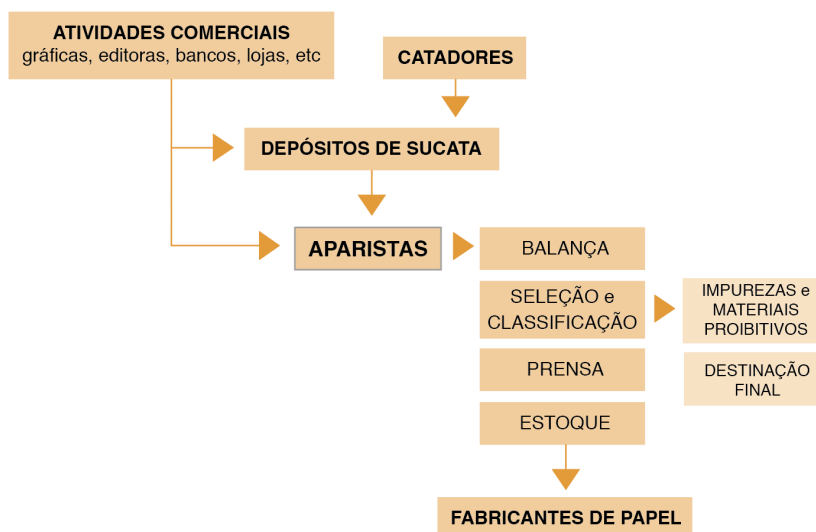 ATIVIDADES COMERCIAIS
gráficas, editoras, bancos, lojas, etc
CATADORES
DEPÓSITOS DE SUCATA
APARISTAS
BALANÇA
SELEÇÃO e
CLASSIFICAÇÃO
IMPUREZAS e
MATERIAIS
PROIBITIVOS
PRENSA
DESTINAÇÃO
FINAL
ESTOQUE
FABRICANTES DE PAPEL